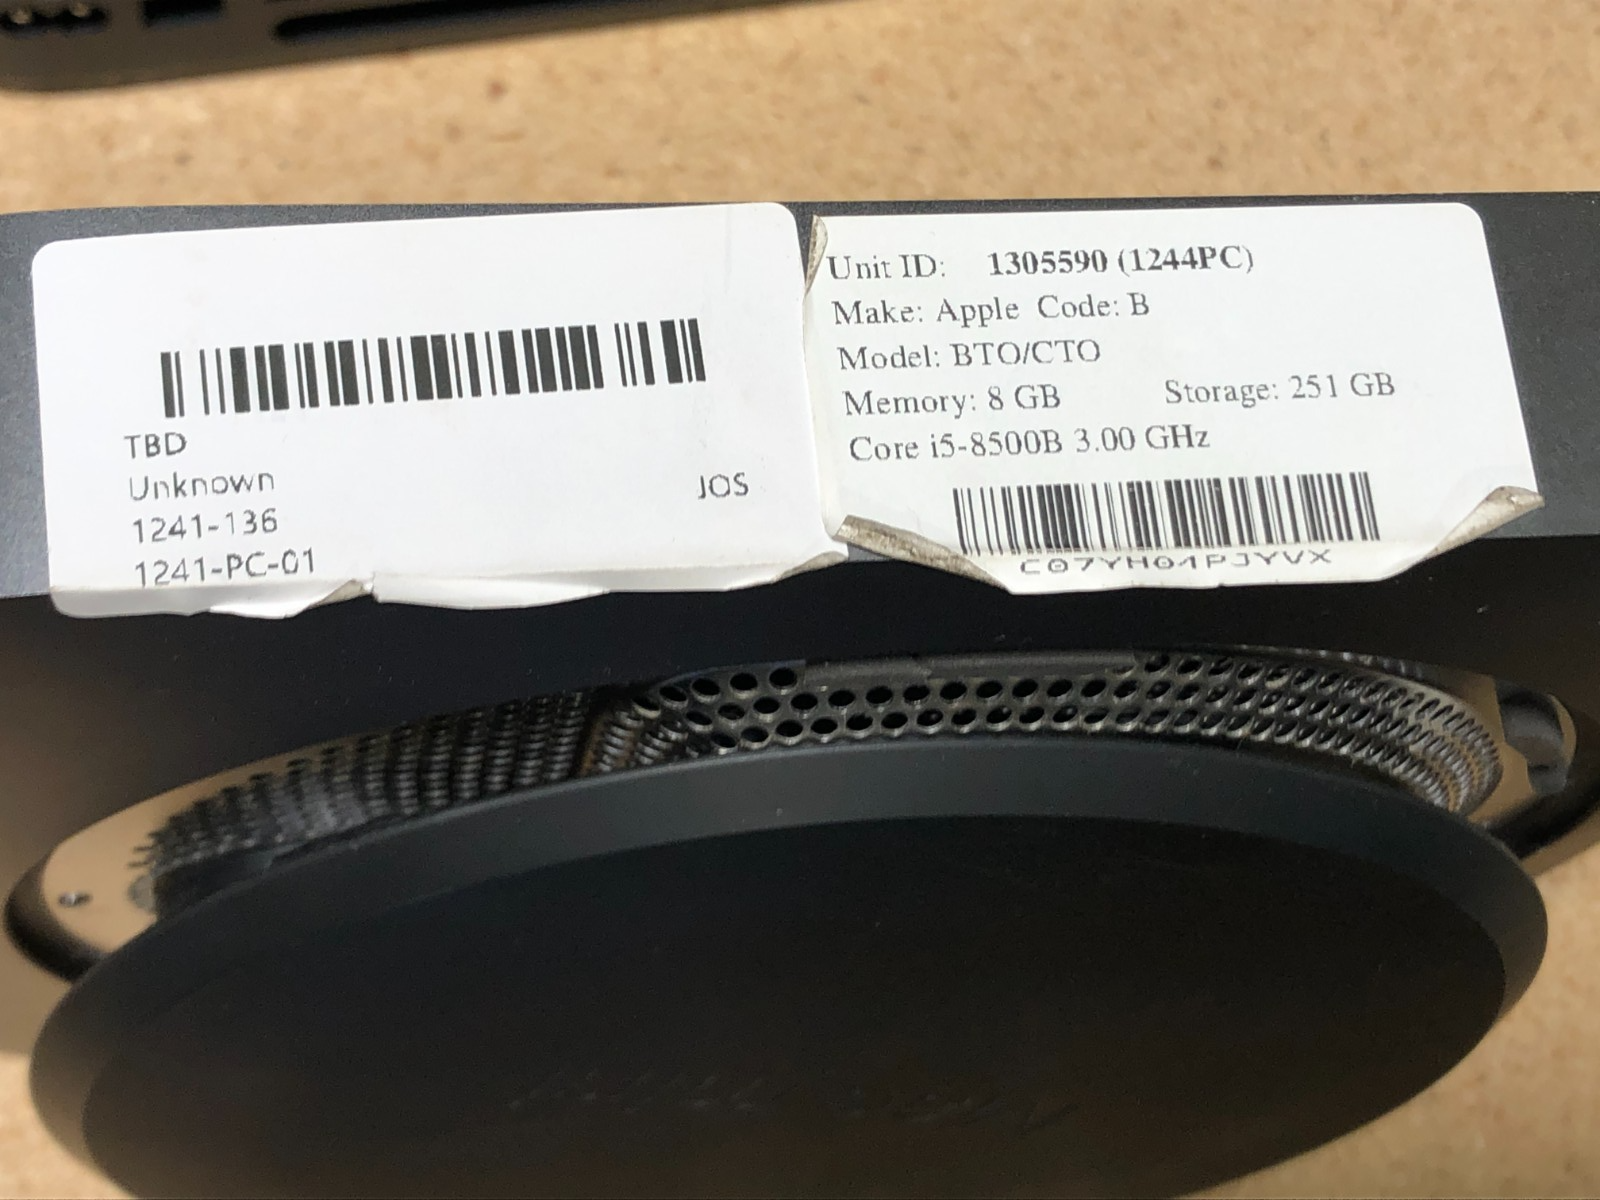 TBD
Unknown JOS
1241-136
1241-PC-01
Unit ID: 1305590 (1244PC)
Make: Apple Code: B
Model: BTO/CTO
Memory: 8 GB Storage: 251 GB
Core i5-8500B 3.00 GHz
C07YH04PJYVX